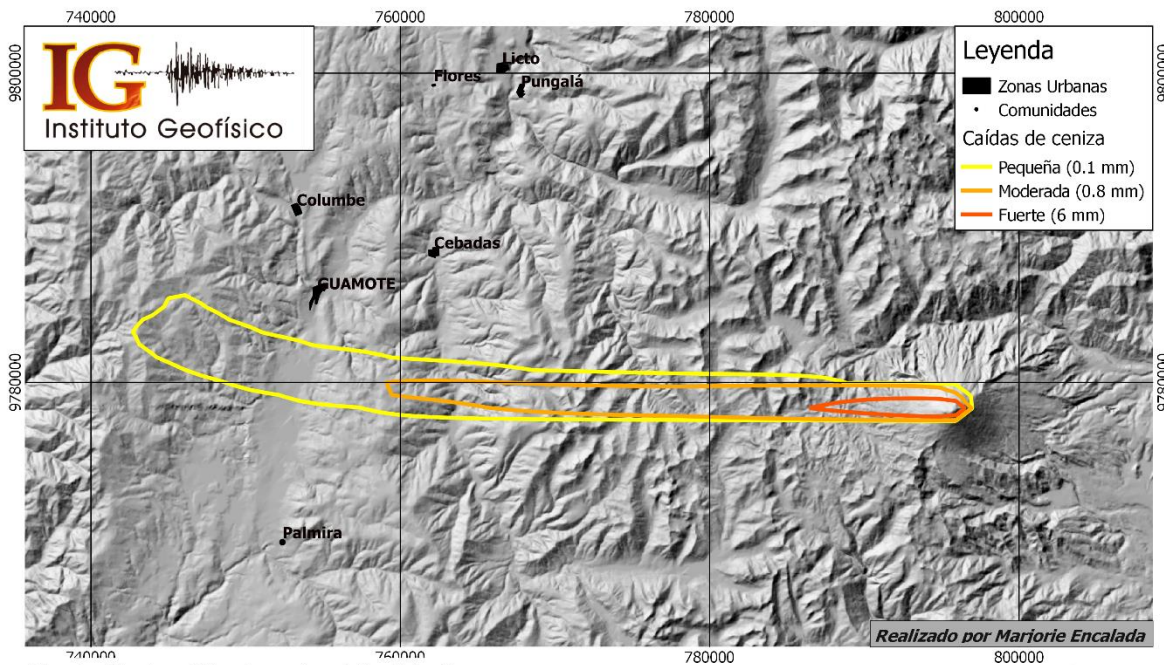 740000 760000 780000 800000
9800000
9800000
IG
Instituto Geofísico
Licto
Flores
Pungalá
Leyenda
Zonas Urbanas
Comunidades
Caídas de ceniza
Pequeña (0.1 mm)
Moderada (0.8 mm)
Fuerte (6 mm)
Columbe
Cebadas
GUAMOTE
9780000
9780000
Palmira
Realizado por Marjorie Encalada
740000 760000 780000 800000